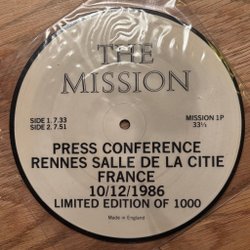 THE
MISSION
SIDE 1. 7.33
SIDE 2. 7.51
MISSION 1P
33⅓
PRESS CONFERENCE
RENNES SALLE DE LA CITIE
FRANCE
10/12/1986
LIMITED EDITION OF 1000
Made in England